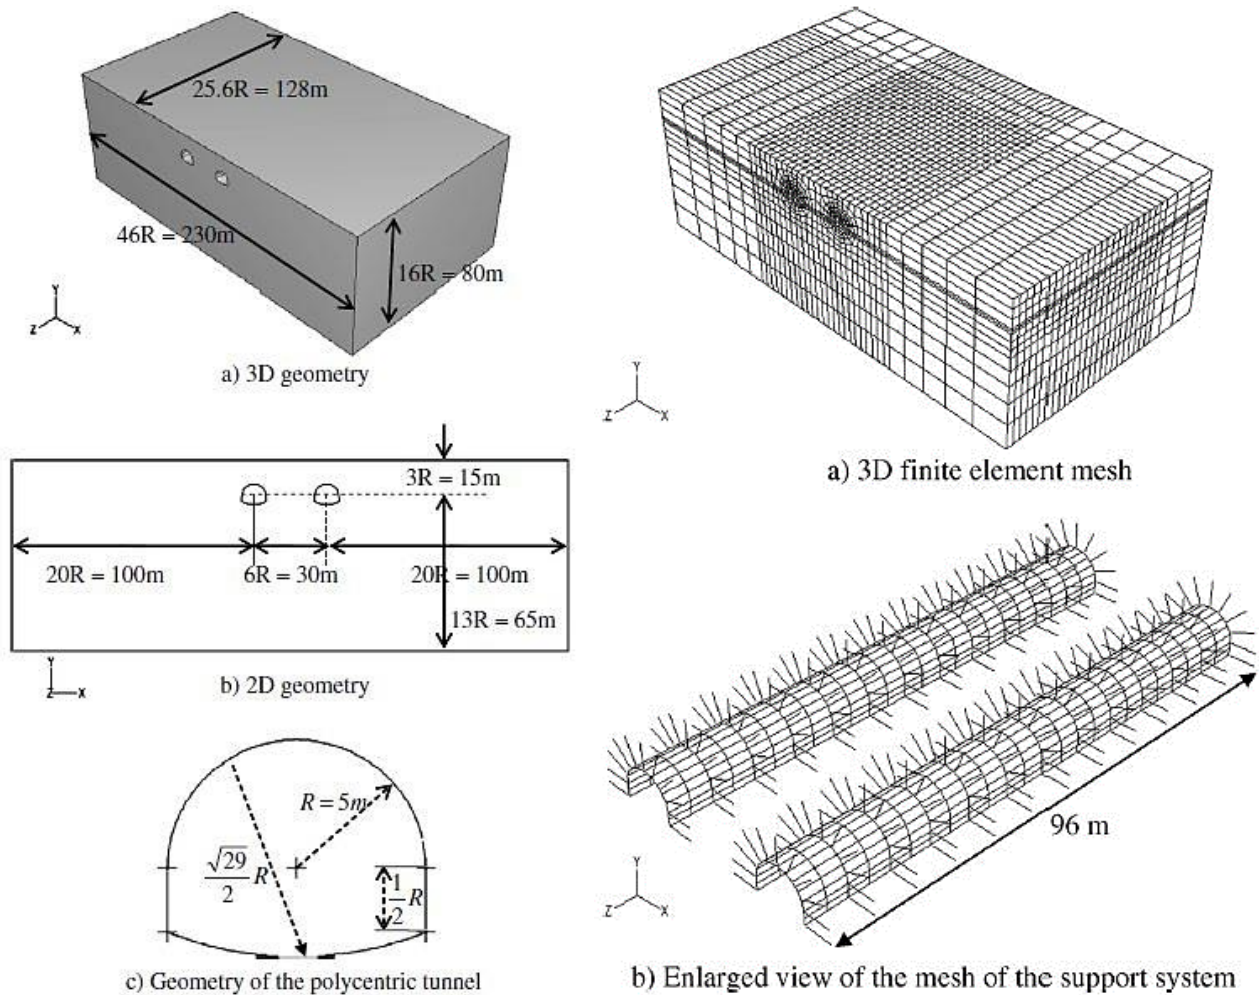 25.6R = 128m
46R = 230m
16R = 80m
Y
Z
X
a) 3D geometry
3R = 15m
20R = 100m
6R = 30m
20R = 100m
13R = 65m
Y
Z
X
b) 2D geometry
R = 5m
√29/2 R
1/2 R
c) Geometry of the polycentric tunnel
Y
Z
X
a) 3D finite element mesh
96 m
Y
Z
X
b) Enlarged view of the mesh of the support system